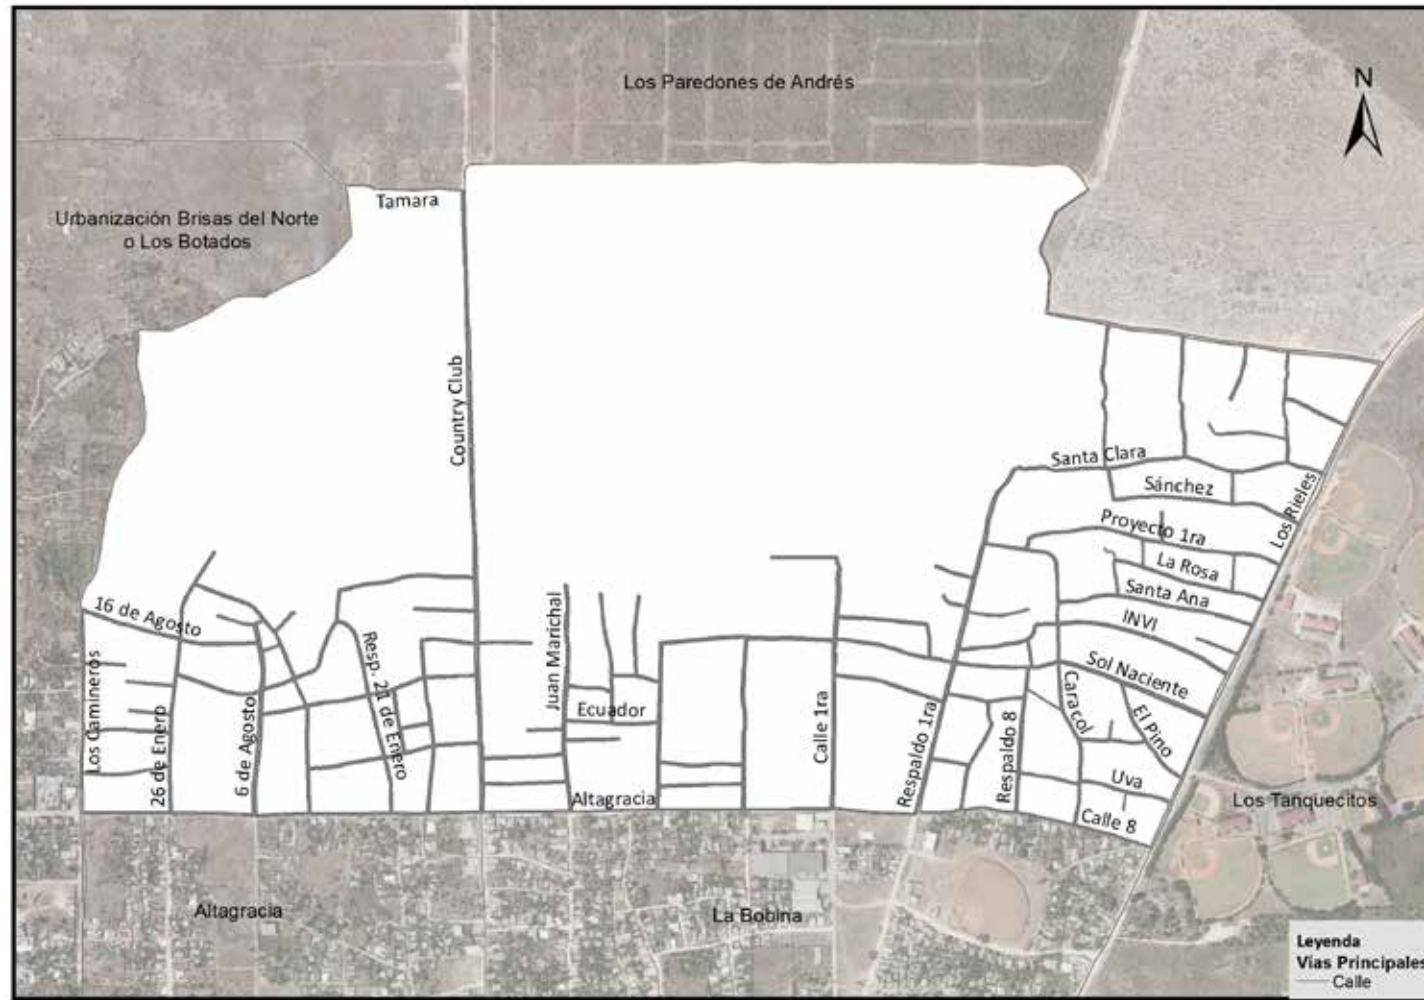 Los Paredones de Andrés
N
Urbanización Brisas del Norte
o Los Botados
Tamara
Country Club
Santa Clara
Sánchez
Los Rieles
Proyecto 1ra
La Rosa
Santa Ana
INVI
16 de Agosto
Juan Marichal
Resp. 21 de Enero
Los Camineros
Sol Naciente
Caracol
El Pino
Ecuador
26 de Enero
6 de Agosto
Calle 1ra
Respaldo 1ra
Respaldo 8
Uva
Altagracia
Calle 8
Los Tanquecitos
Altagracia
La Bobina
Leyenda
Vías Principales
Calle